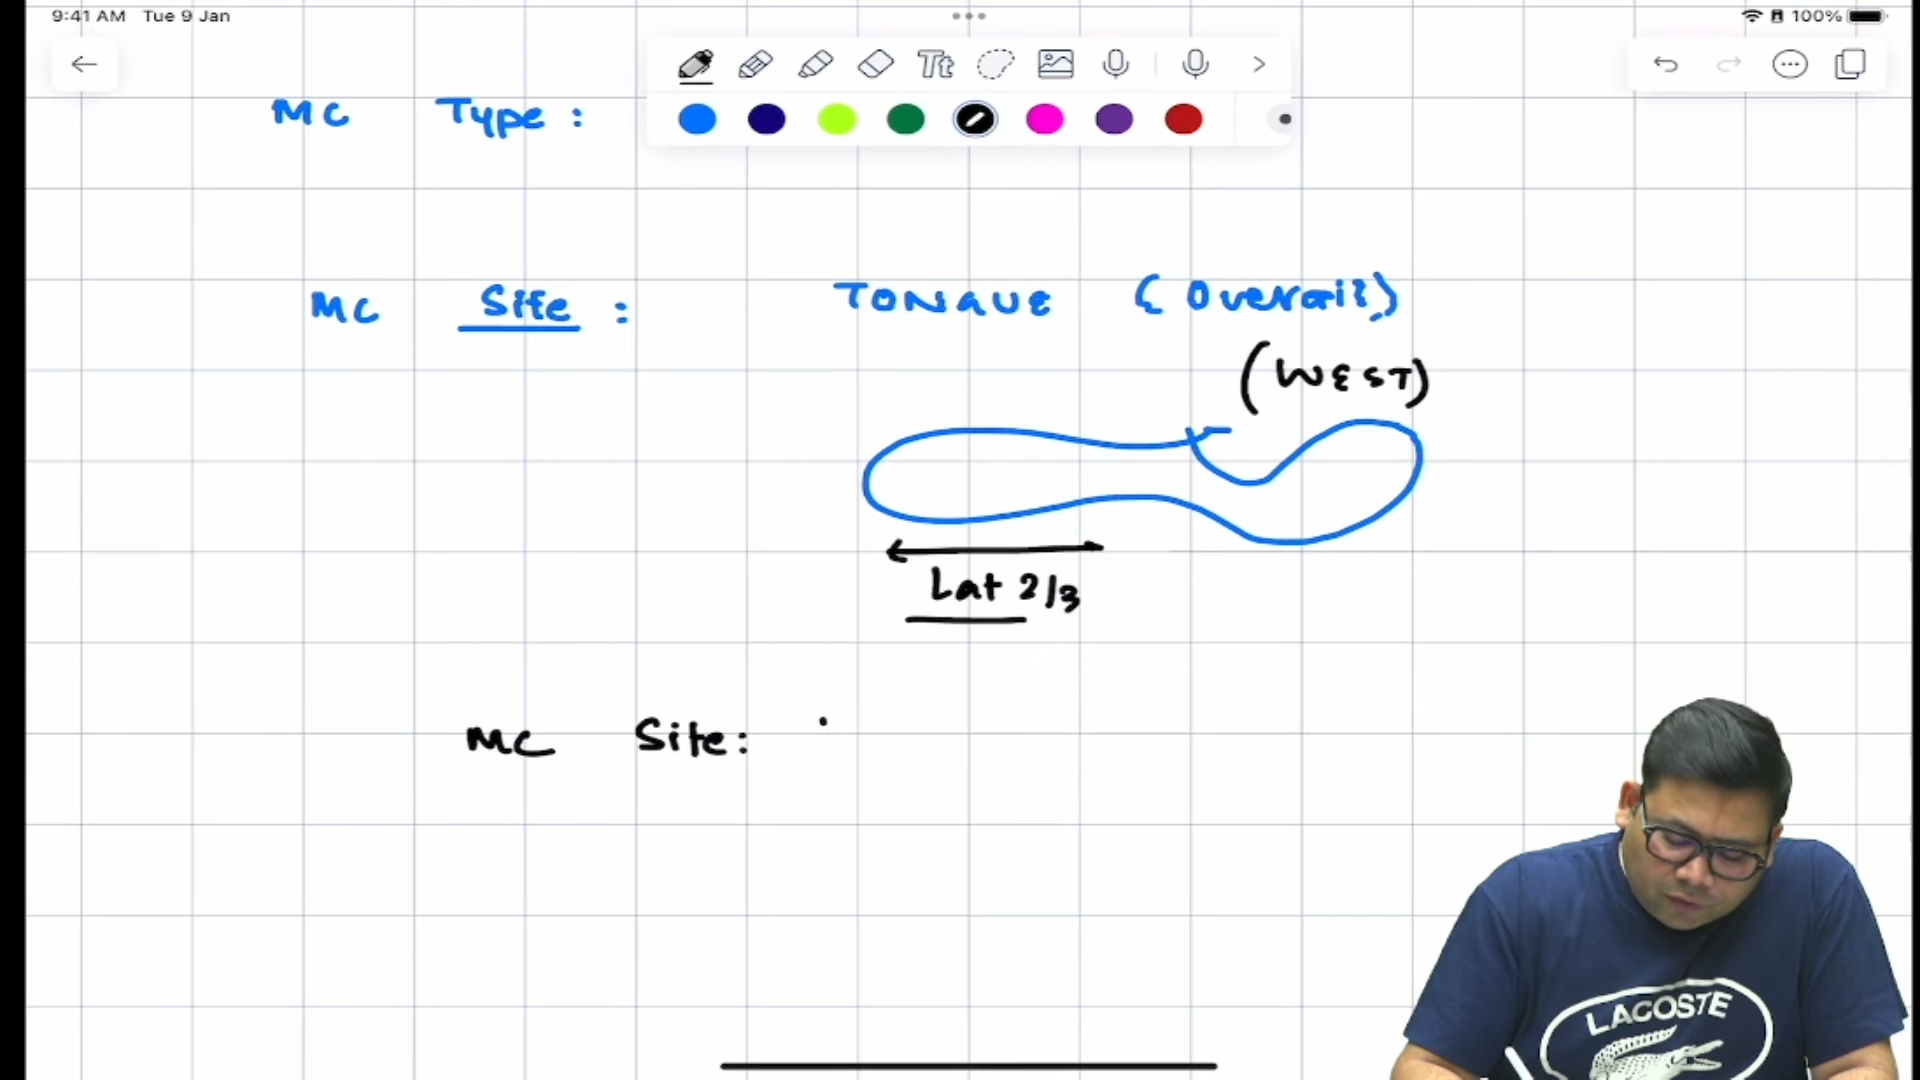 9:41 AM Tue 9 Jan
100%
Tt
MC Type:
MC Site: TONGUE (Overall)
(WEST)
Lat 2/3
MC Site:
LACOSTE